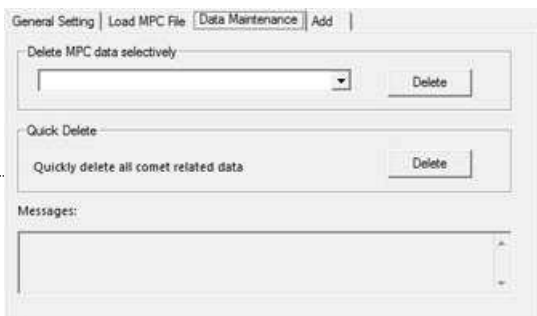 General Setting Load MPC File Data Maintenance Add
Delete MPC data selectively
Delete
Quick Delete
Quickly delete all comet related data Delete
Messages: